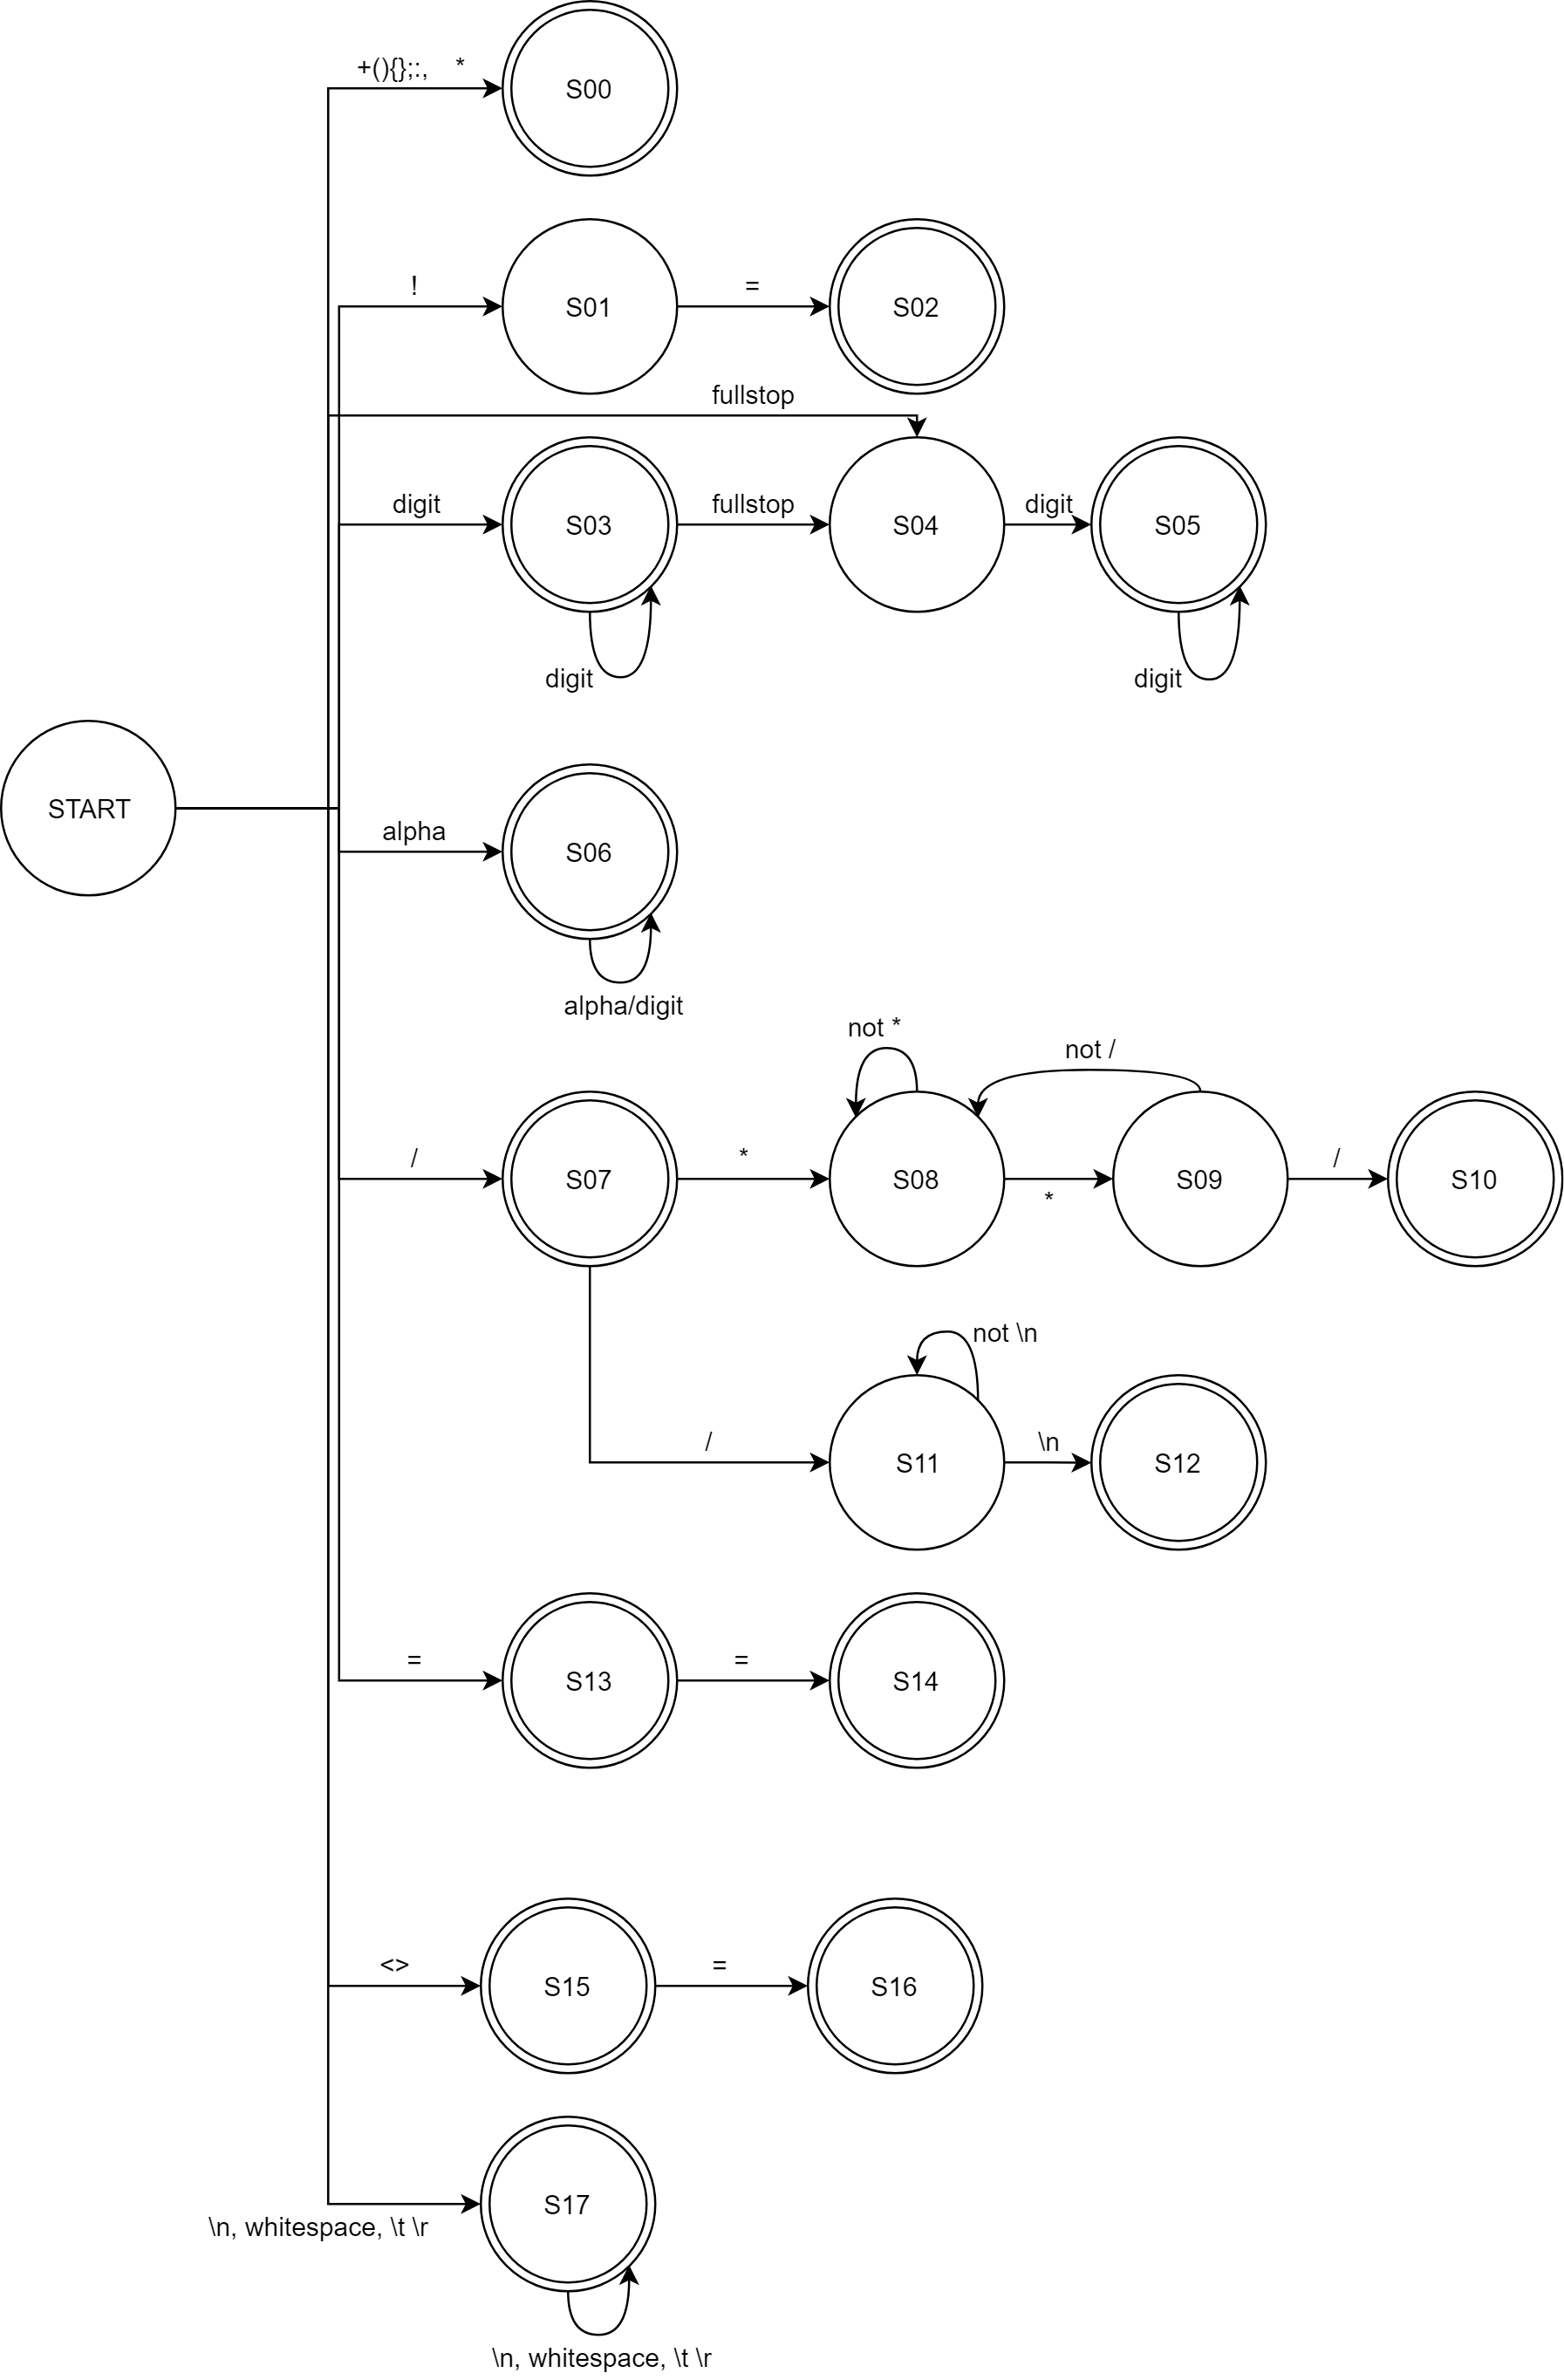 +(){};:, *
S00
!
S01
=
S02
fullstop
digit
S03
fullstop
S04
digit
S05
digit
digit
START
alpha
S06
alpha/digit
not *
not /
/
S07
*
S08
*
S09
/
S10
not \n
/
S11
\n
S12
=
S13
=
S14
<>
S15
=
S16
S17
\n, whitespace, \t \r
\n, whitespace, \t \r